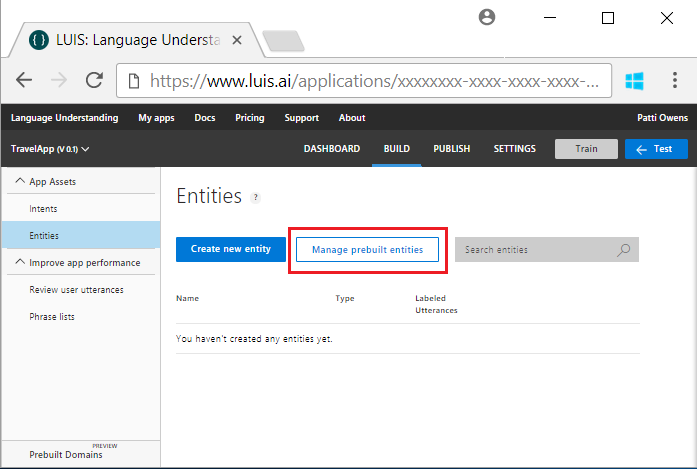 LUIS: Language Understa
https://www.luis.ai/applications/xxxxxxxx-xxxx-xxxx-xxxx-...
Language Understanding My apps Docs Pricing Support About Patti Owens
TravelApp (V 0.1) DASHBOARD BUILD PUBLISH SETTINGS Train Test
App Assets
Intents
Entities
Improve app performance
Review user utterances
Phrase lists
PREVIEW
Prebuilt Domains
Entities ?
Create new entity Manage prebuilt entities Search entities
Name Type Labeled
Utterances
You haven't created any entities yet.